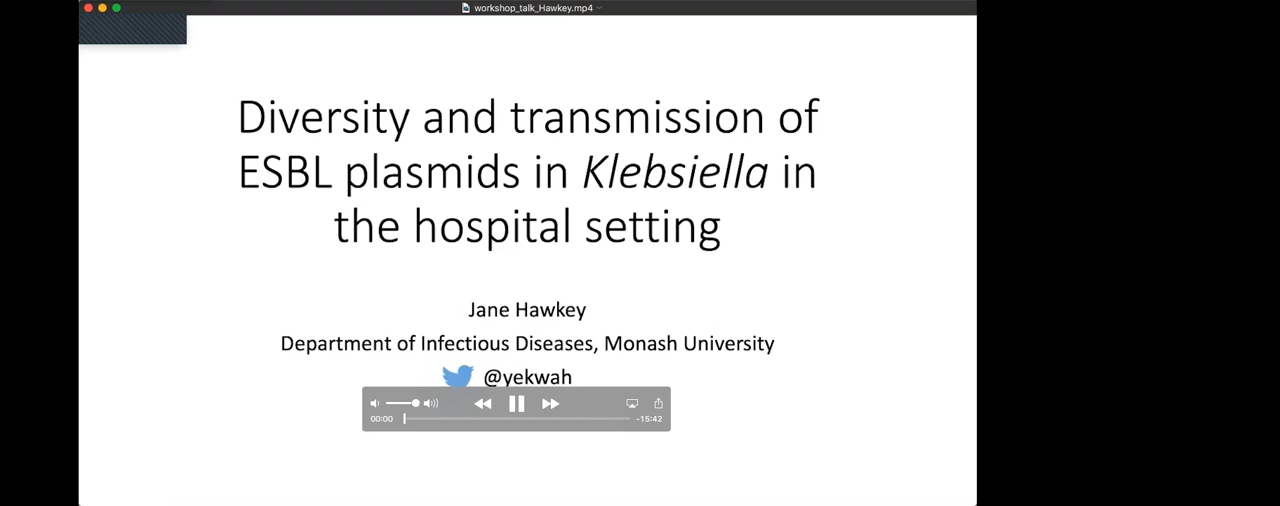 workshop_talk_Hawkey.mp4
Diversity and transmission of
ESBL plasmids in Klebsiella in
the hospital setting
Jane Hawkey
Department of Infectious Diseases, Monash University
@yekwah
00:00
-15:42